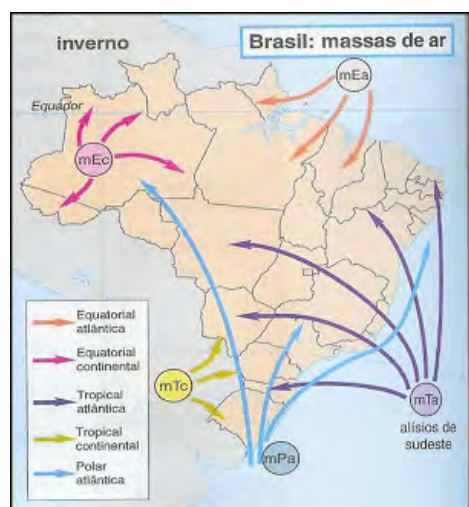 inverno
Brasil: massas de ar
mEa
Equador
mEc
Equatorial
atlântica
Equatorial
continental
Tropical
atlântica
Tropical
continental
Polar
atlântica
mTc
mTa
alísios de
sudeste
mPa